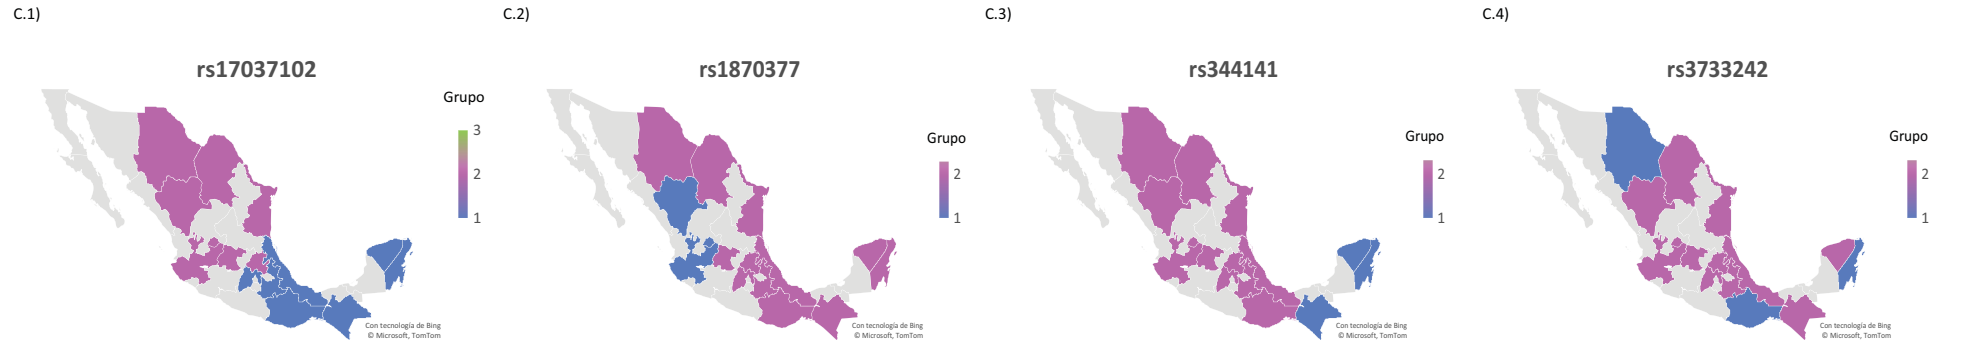 C.1)
rs17037102
Grupo
3
2
1
Con tecnología de Bing
© Microsoft, TomTom
C.2)
rs1870377
Grupo
2
1
Con tecnología de Bing
© Microsoft, TomTom
C.3)
rs344141
Grupo
2
1
Con tecnología de Bing
© Microsoft, TomTom
C.4)
rs3733242
Grupo
2
1
Con tecnología de Bing
© Microsoft, TomTom